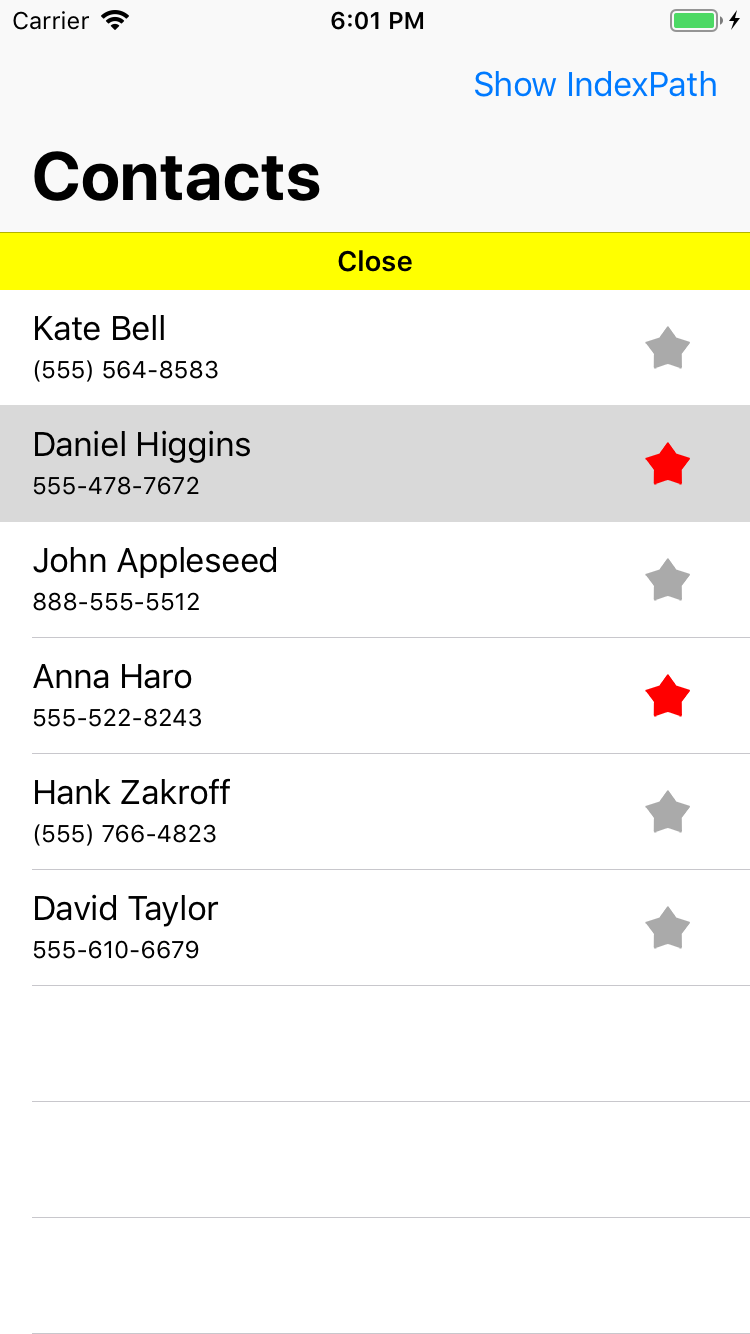 Carrier 6:01 PM
Show IndexPath
Contacts
Close
Kate Bell
(555) 564-8583
Daniel Higgins
555-478-7672
John Appleseed
888-555-5512
Anna Haro
555-522-8243
Hank Zakroff
(555) 766-4823
David Taylor
555-610-6679